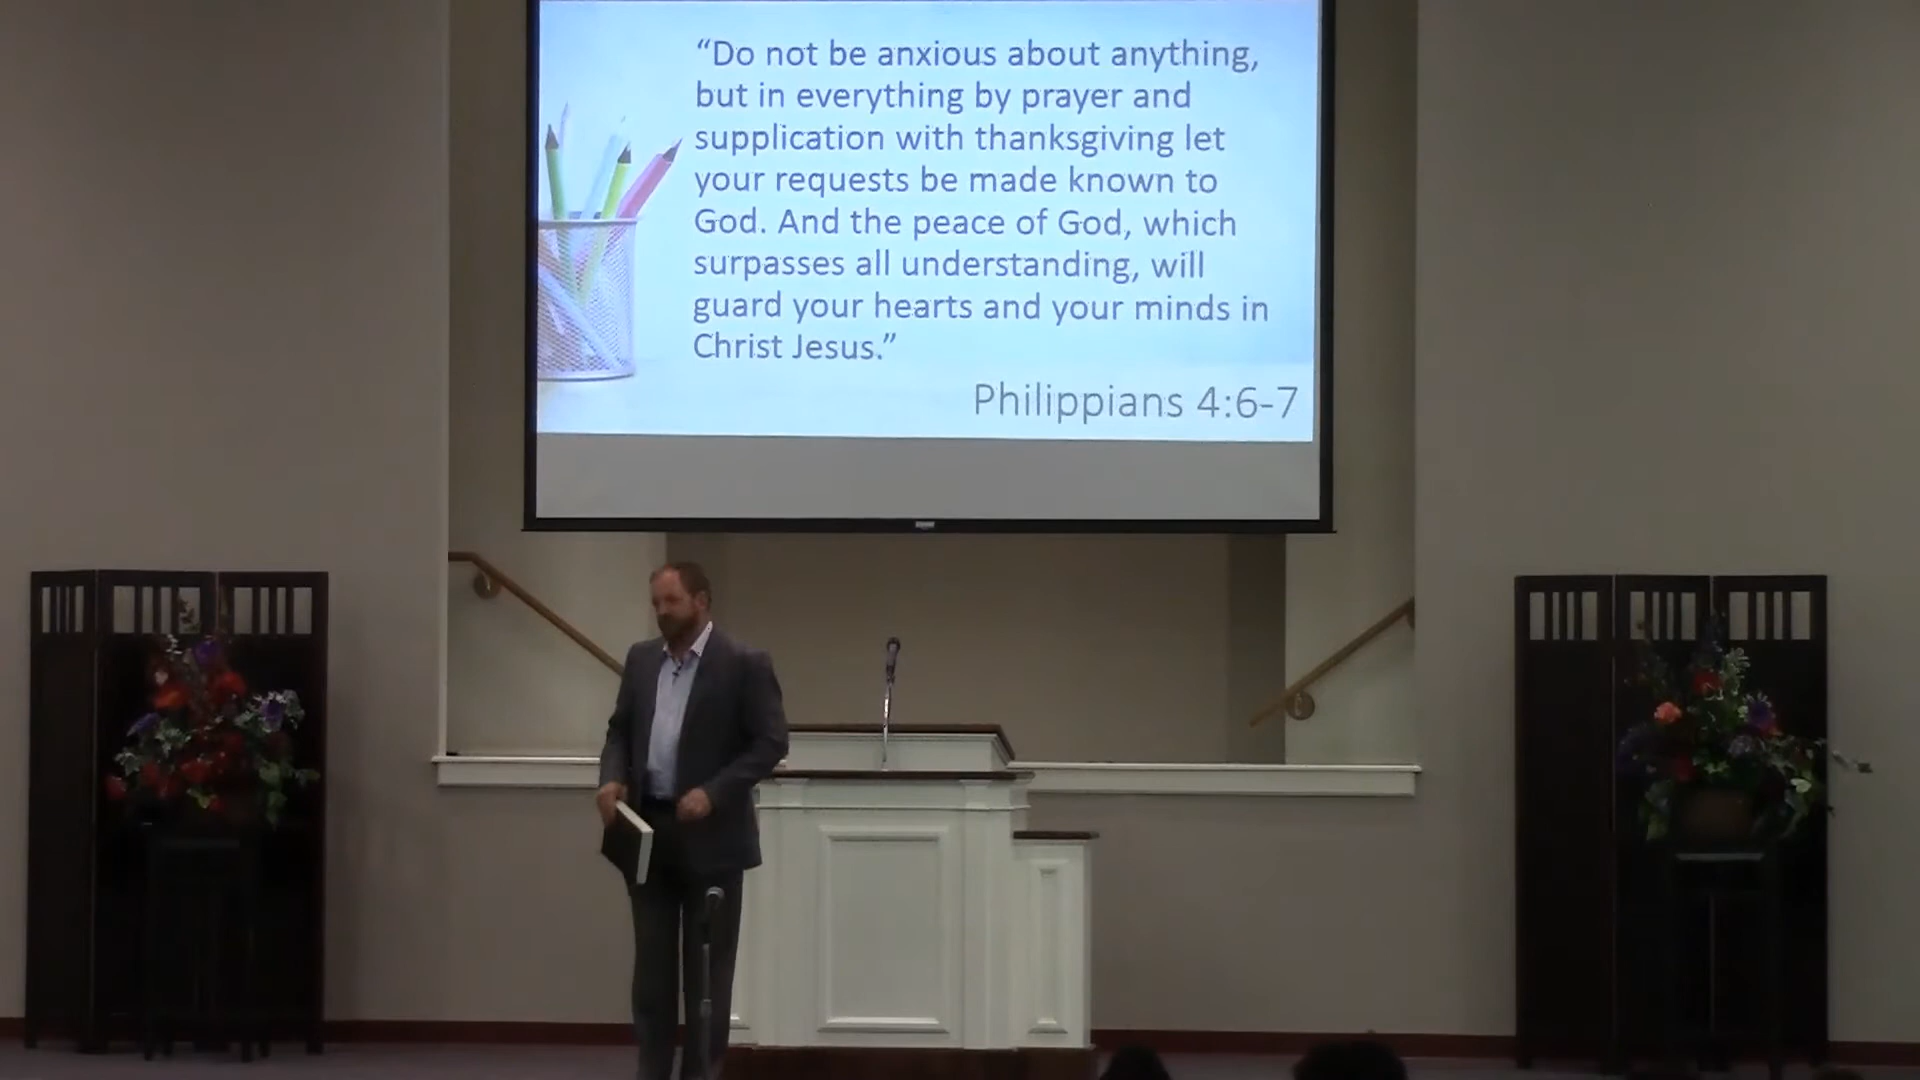 “Do not be anxious about anything,
but in everything by prayer and
supplication with thanksgiving let
your requests be made known to
God. And the peace of God, which
surpasses all understanding, will
guard your hearts and your minds in
Christ Jesus.”
Philippians 4:6-7